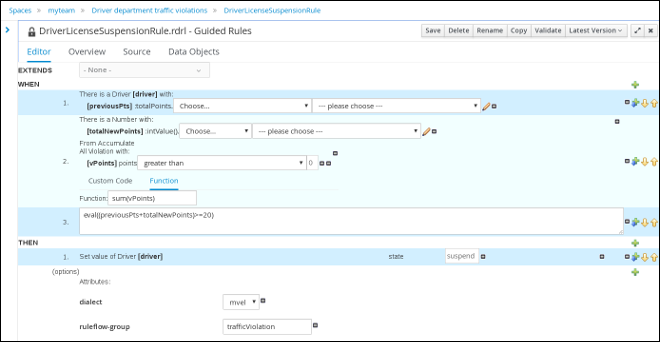 Spaces » myteam » Driver department traffic violations » DriverLicenseSuspensionRule
DriverLicenseSuspensionRule.rdrl - Guided Rules
Save Delete Rename Copy Validate Latest Version
Editor Overview Source Data Objects
EXTENDS - None -
WHEN
There is a Driver [driver] with:
1. [previousPts] :totalPoints. Choose... --- please choose ---
There is a Number with:
[totalNewPoints] :intValue(). Choose... --- please choose ---
From Accumulate
All Violation with:
2. [vPoints] points greater than 0
Custom Code Function
Function: sum(vPoints)
3. eval((previousPts+totalNewPoints)>=20)
THEN
1. Set value of Driver [driver] state suspend
(options)
Attributes:
dialect mvel
ruleflow-group trafficViolation